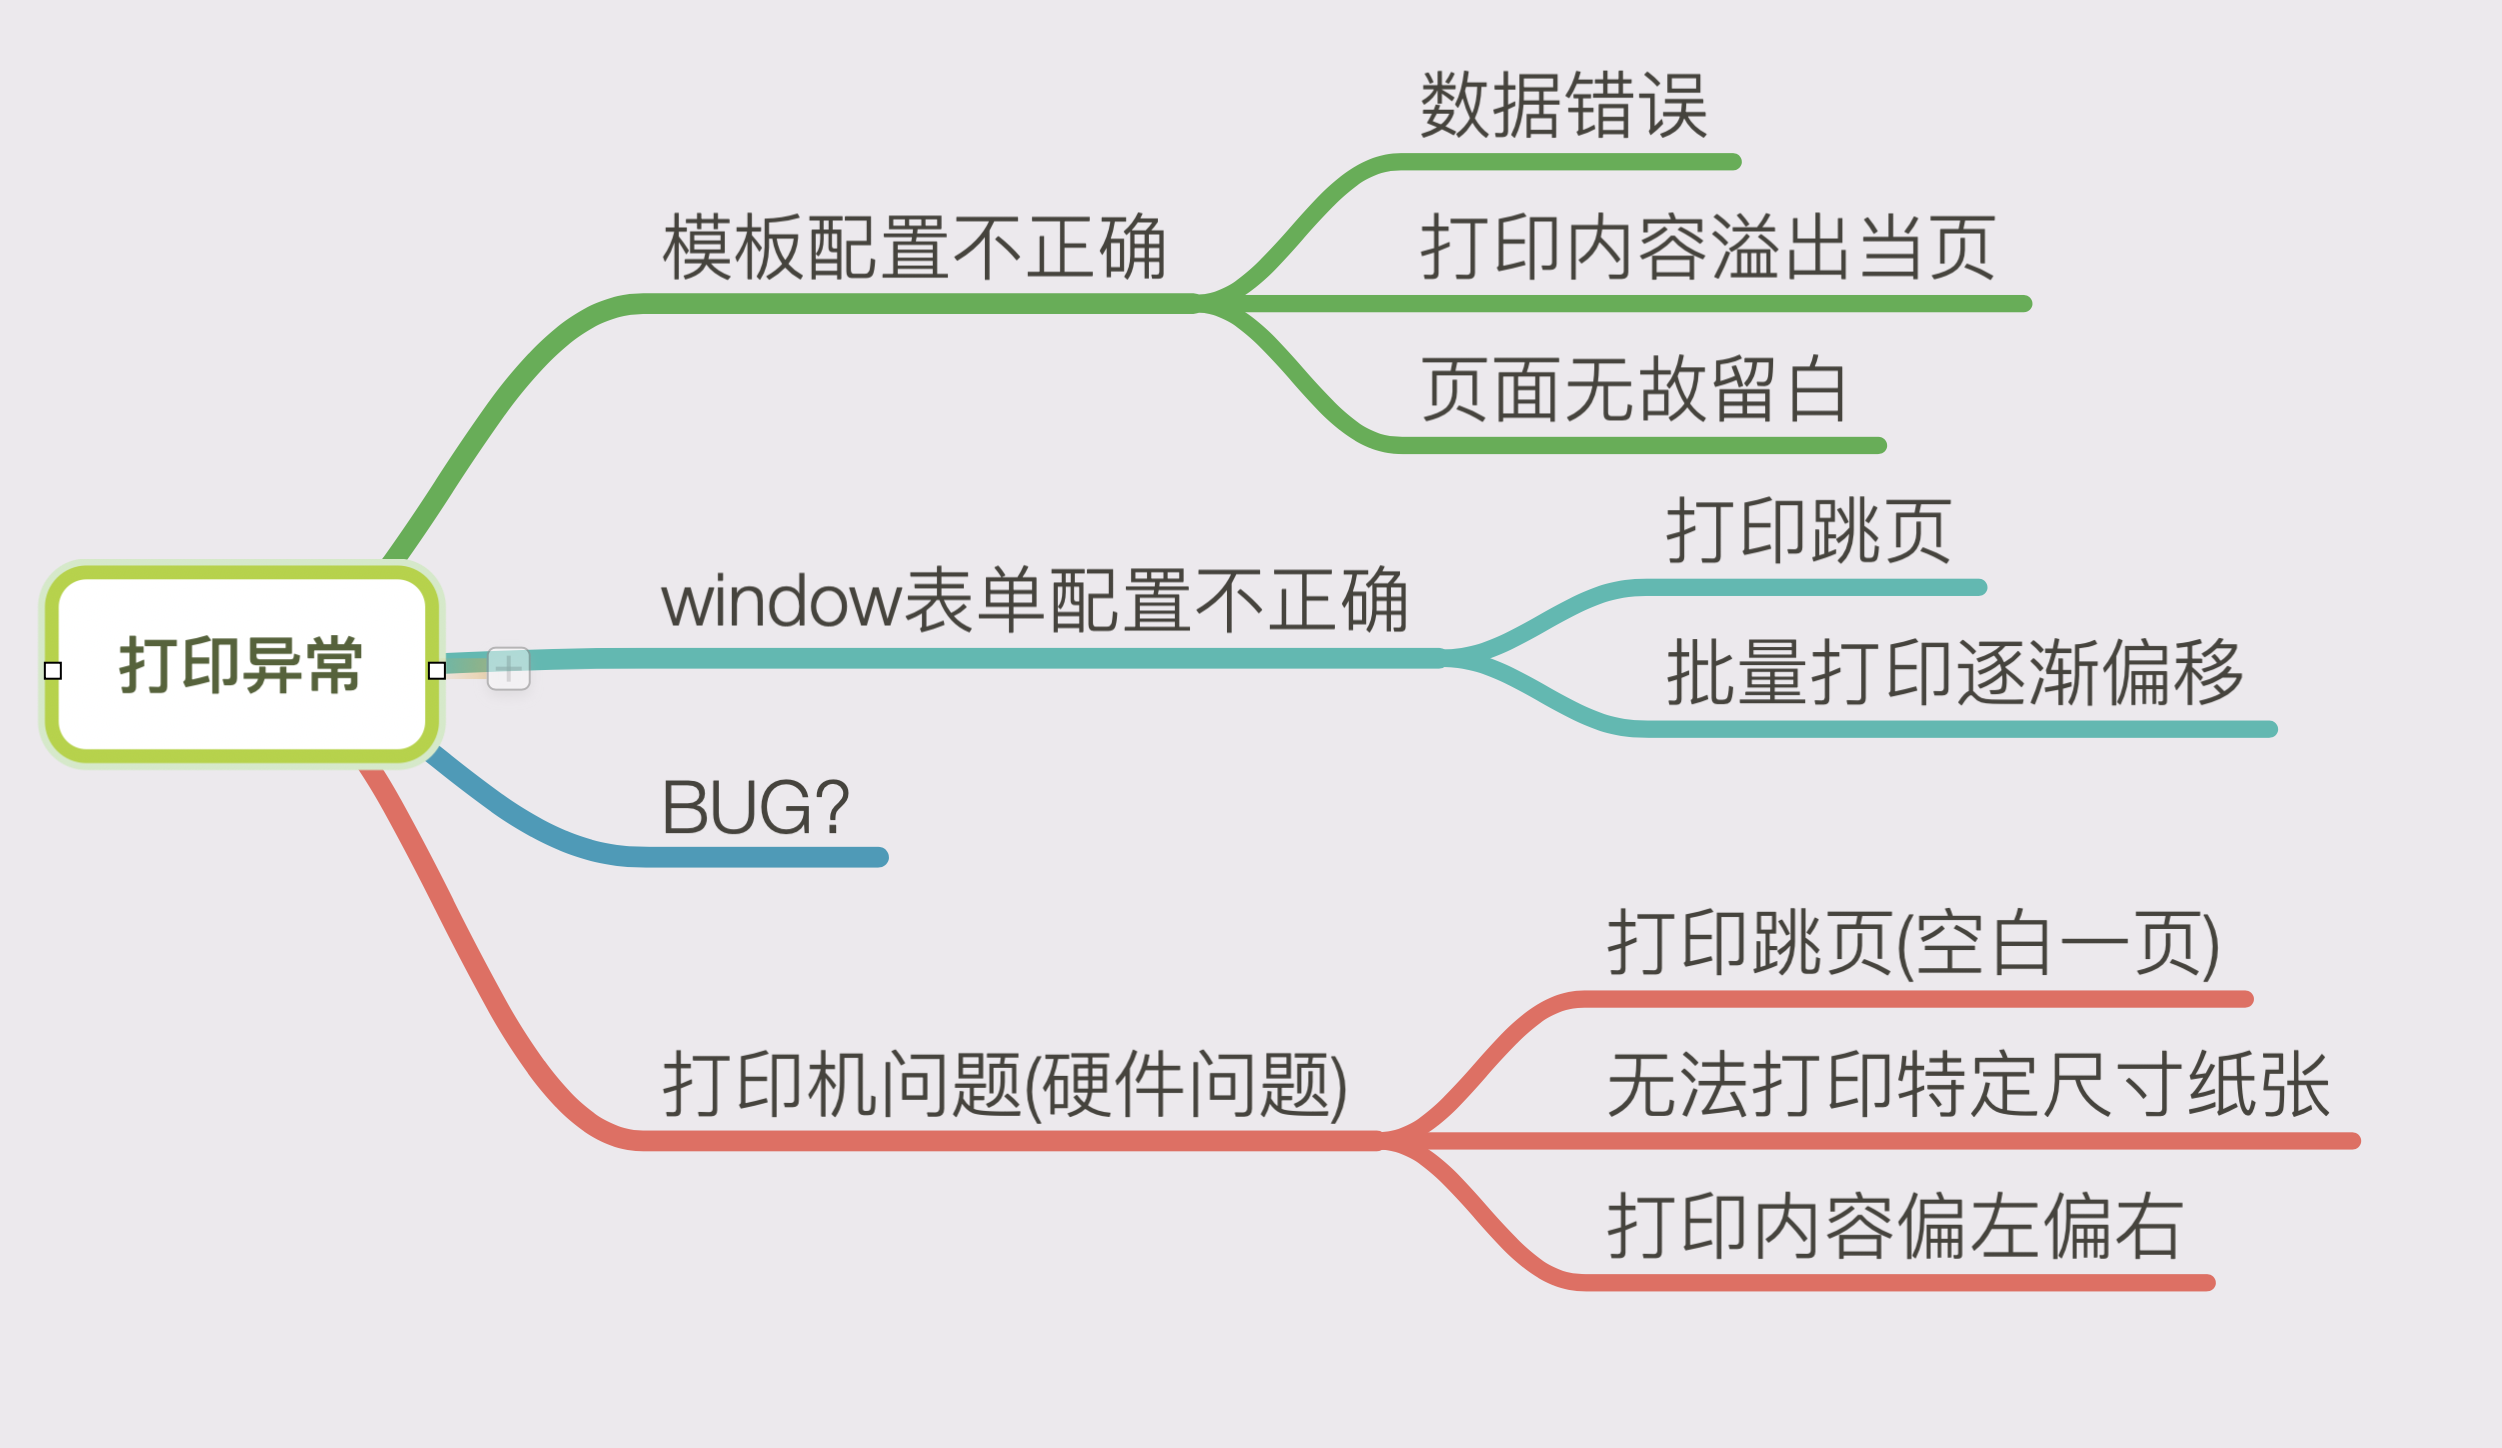 打印异常
模板配置不正确
数据错误
打印内容溢出当页
页面无故留白
window表单配置不正确
打印跳页
批量打印逐渐偏移
BUG?
打印机问题(硬件问题)
打印跳页(空白一页)
无法打印特定尺寸纸张
打印内容偏左偏右